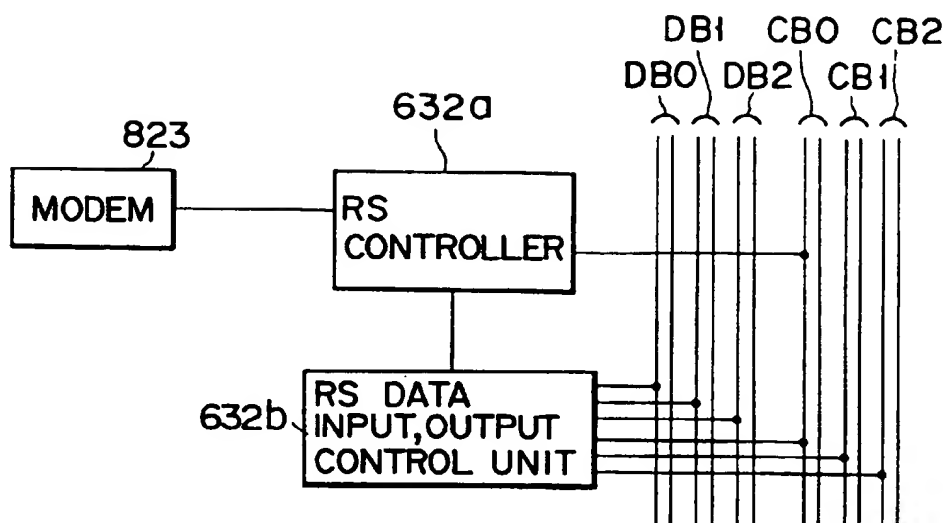 DB1 CB0 CB2
DB0 DB2 CB1
632a
823
MODEM
RS
CONTROLLER
632b
RS DATA
INPUT, OUTPUT
CONTROL UNIT